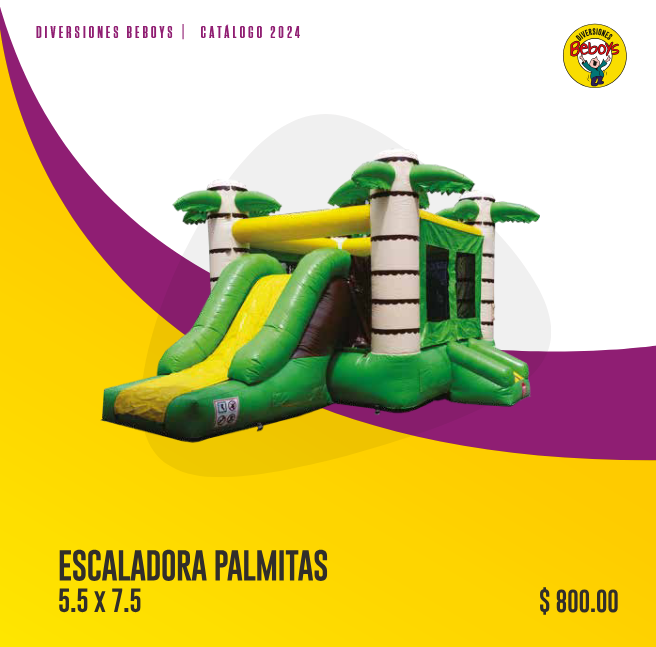 DIVERSIONES BEBOYS | CATÁLOGO 2024
DIVERSIONES
Beboys
ESCALADORA PALMITAS
5.5 X 7.5
$ 800.00